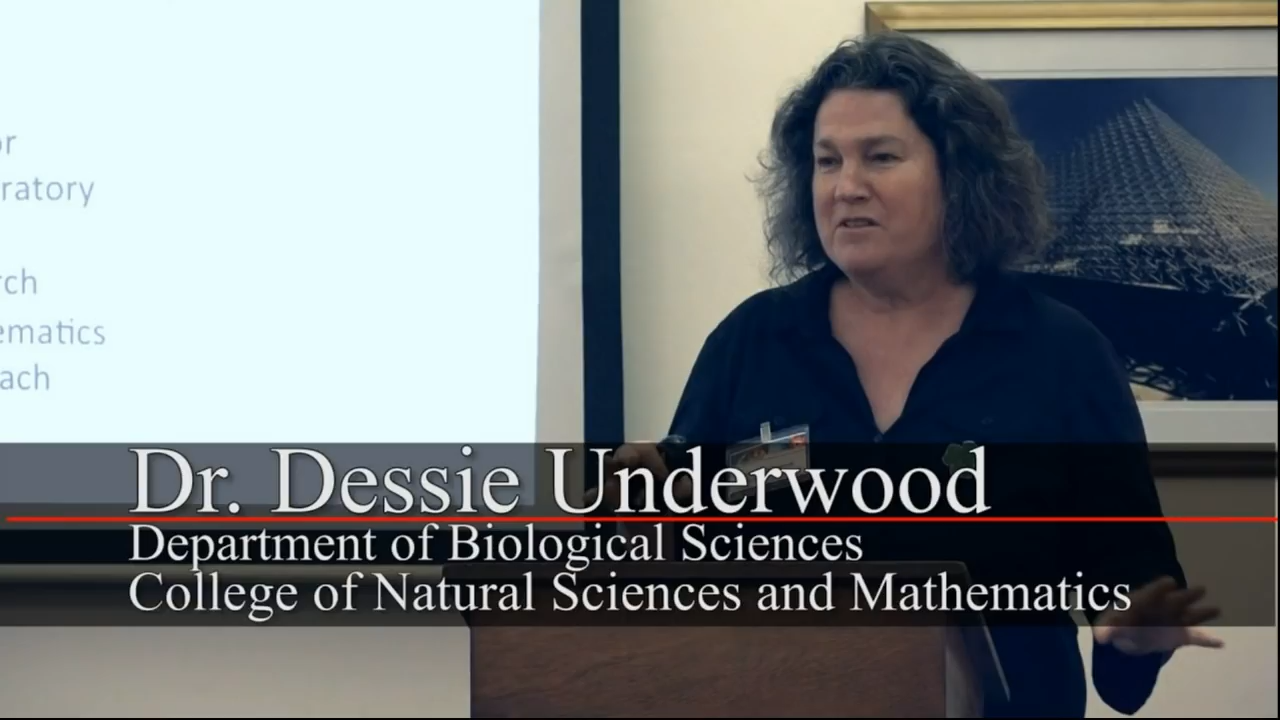 or
ratory
rch
ematics
ach
Dr. Dessie Underwood
Department of Biological Sciences
College of Natural Sciences and Mathematics